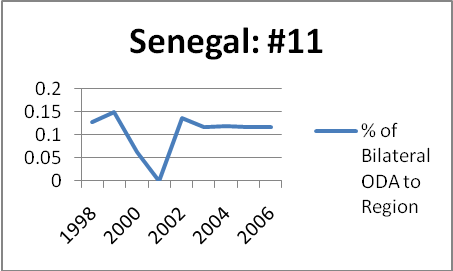 Senegal: #11
0.2
0.15
0.1
0.05
0
1998
2000
2002
2004
2006
% of
Bilateral
ODA to
Region